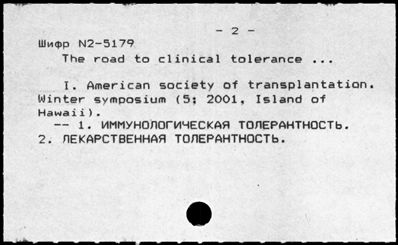 - 2 -
Шифр N2-5179
The road to clinical tolerance ...
I. American society of transplantation.
Winter symposium (5; 2001, Island of
Hawaii).
-- 1. ИММУНОЛОГИЧЕСКАЯ ТОЛЕРАНТНОСТЬ.
2. ЛЕКАРСТВЕННАЯ ТОЛЕРАНТНОСТЬ.